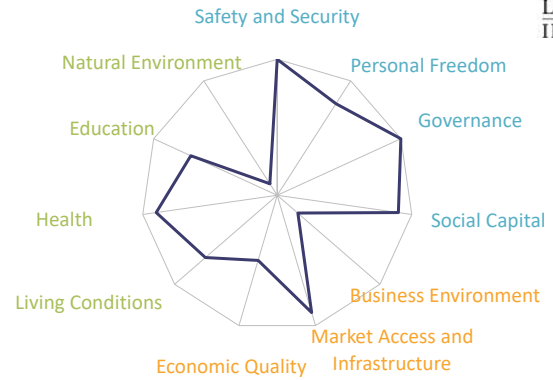 Safety and Security
Natural Environment
Personal Freedom
Education
Governance
Health
Social Capital
Living Conditions
Business Environment
Market Access and
Infrastructure
Economic Quality